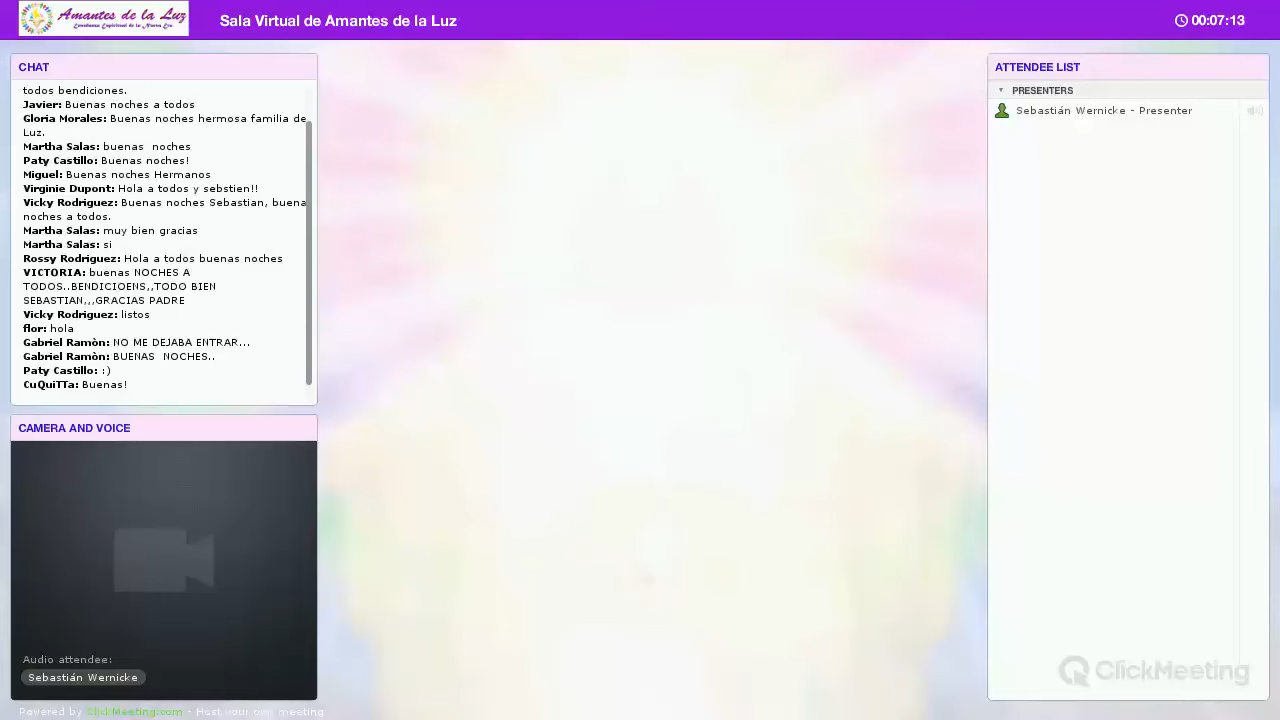 Amantes de la Luz
Enseñanza Espiritual de la Nueva Era
Sala Virtual de Amantes de la Luz
00:07:13
CHAT
todos bendiciones.
Javier: Buenas noches a todos
Gloria Morales: Buenas noches hermosa familia de
Luz.
Martha Salas: buenas noches
Paty Castillo: Buenas noches!
Miguel: Buenas noches Hermanos
Virginie Dupont: Hola a todos y sebstien!!
Vicky Rodriguez: Buenas noches Sebastian, buena
noches a todos.
Martha Salas: muy bien gracias
Martha Salas: si
Rossy Rodriguez: Hola a todos buenas noches
VICTORIA: buenas NOCHES A
TODOS..BENDICIOENS,,TODO BIEN
SEBASTIAN,,,GRACIAS PADRE
Vicky Rodriguez: listos
flor: hola
Gabriel Ramòn: NO ME DEJABA ENTRAR...
Gabriel Ramòn: BUENAS NOCHES..
Paty Castillo: :)
CuQuiTTa: Buenas!
CAMERA AND VOICE
Audio attendee:
Sebastián Wernicke
Powered by ClickMeeting.com - Host your own meeting
ATTENDEE LIST
PRESENTERS
Sebastián Wernicke - Presenter
ClickMeeting